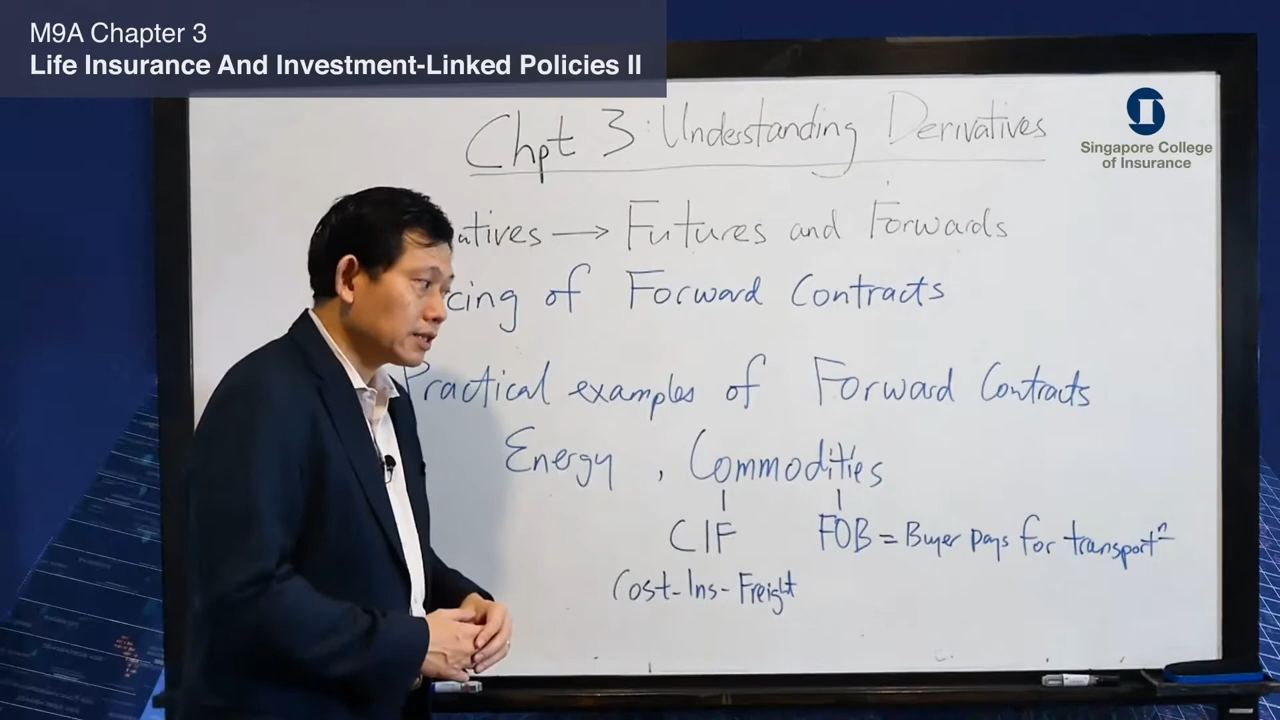 M9A Chapter 3
Life Insurance And Investment-Linked Policies II
Singapore College
of Insurance
Chpt 3: Understanding Derivatives
atives → Futures and Forwards
cing of Forward Contracts
Practical examples of Forward Contracts
Energy, Commodities
CIF
FOB = Buyer pays for transportⁿ
Cost-Ins-Freight